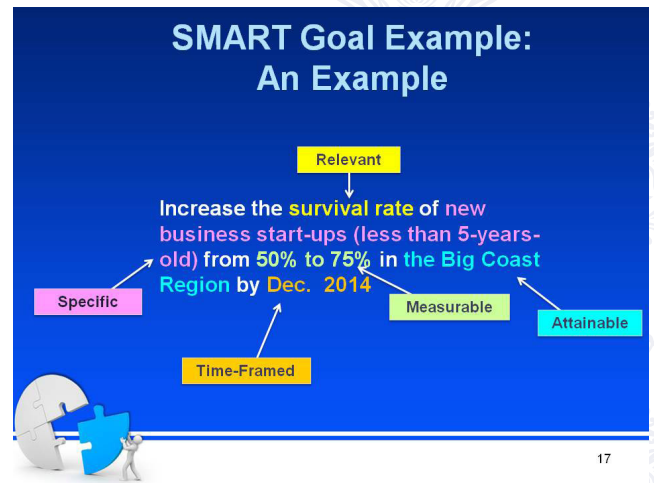 SMART Goal Example:
An Example
Relevant
Increase the survival rate of new
business start-ups (less than 5-years-
old) from 50% to 75% in the Big Coast
Region by Dec. 2014
Specific
Measurable
Attainable
Time-Framed
17